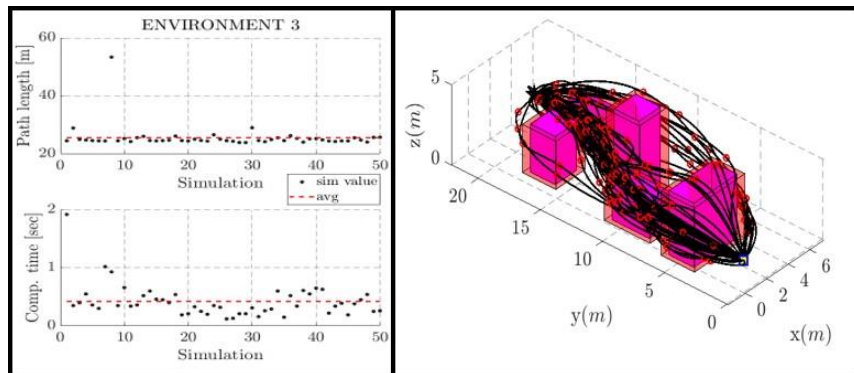 ENVIRONMENT 3
Path length [m]
60
40
20
0 10 20 30 40 50
Simulation
sim value
avg
Comp. time [sec]
2
1
0
0 10 20 30 40 50
Simulation
z(m)
5
0
20
15
10
5
0
y(m)
0
2
4
6
x(m)